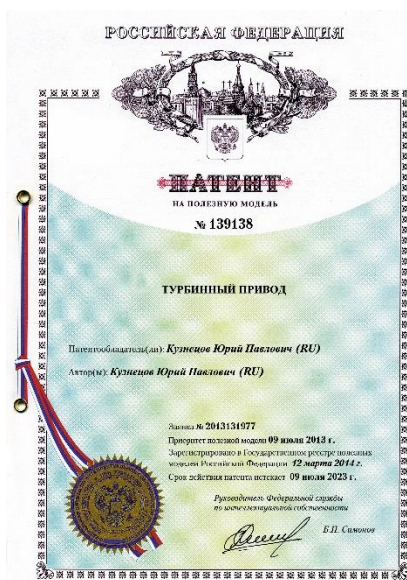 РОССИЙСКАЯ ФЕДЕРАЦИЯ
ПАТЕНТ
НА ПОЛЕЗНУЮ МОДЕЛЬ
№ 139138
ТУРБИННЫЙ ПРИВОД
Патентообладатель(ли): Кузнецов Юрий Павлович (RU)
Автор(ы): Кузнецов Юрий Павлович (RU)
Заявка № 2013131977
Приоритет полезной модели 09 июля 2013 г.
Зарегистрировано в Государственном реестре полезных
моделей Российской Федерации 12 марта 2014 г.
Срок действия патента истекает 09 июля 2023 г.
Руководитель Федеральной службы
по интеллектуальной собственности
Б.П. Симонов